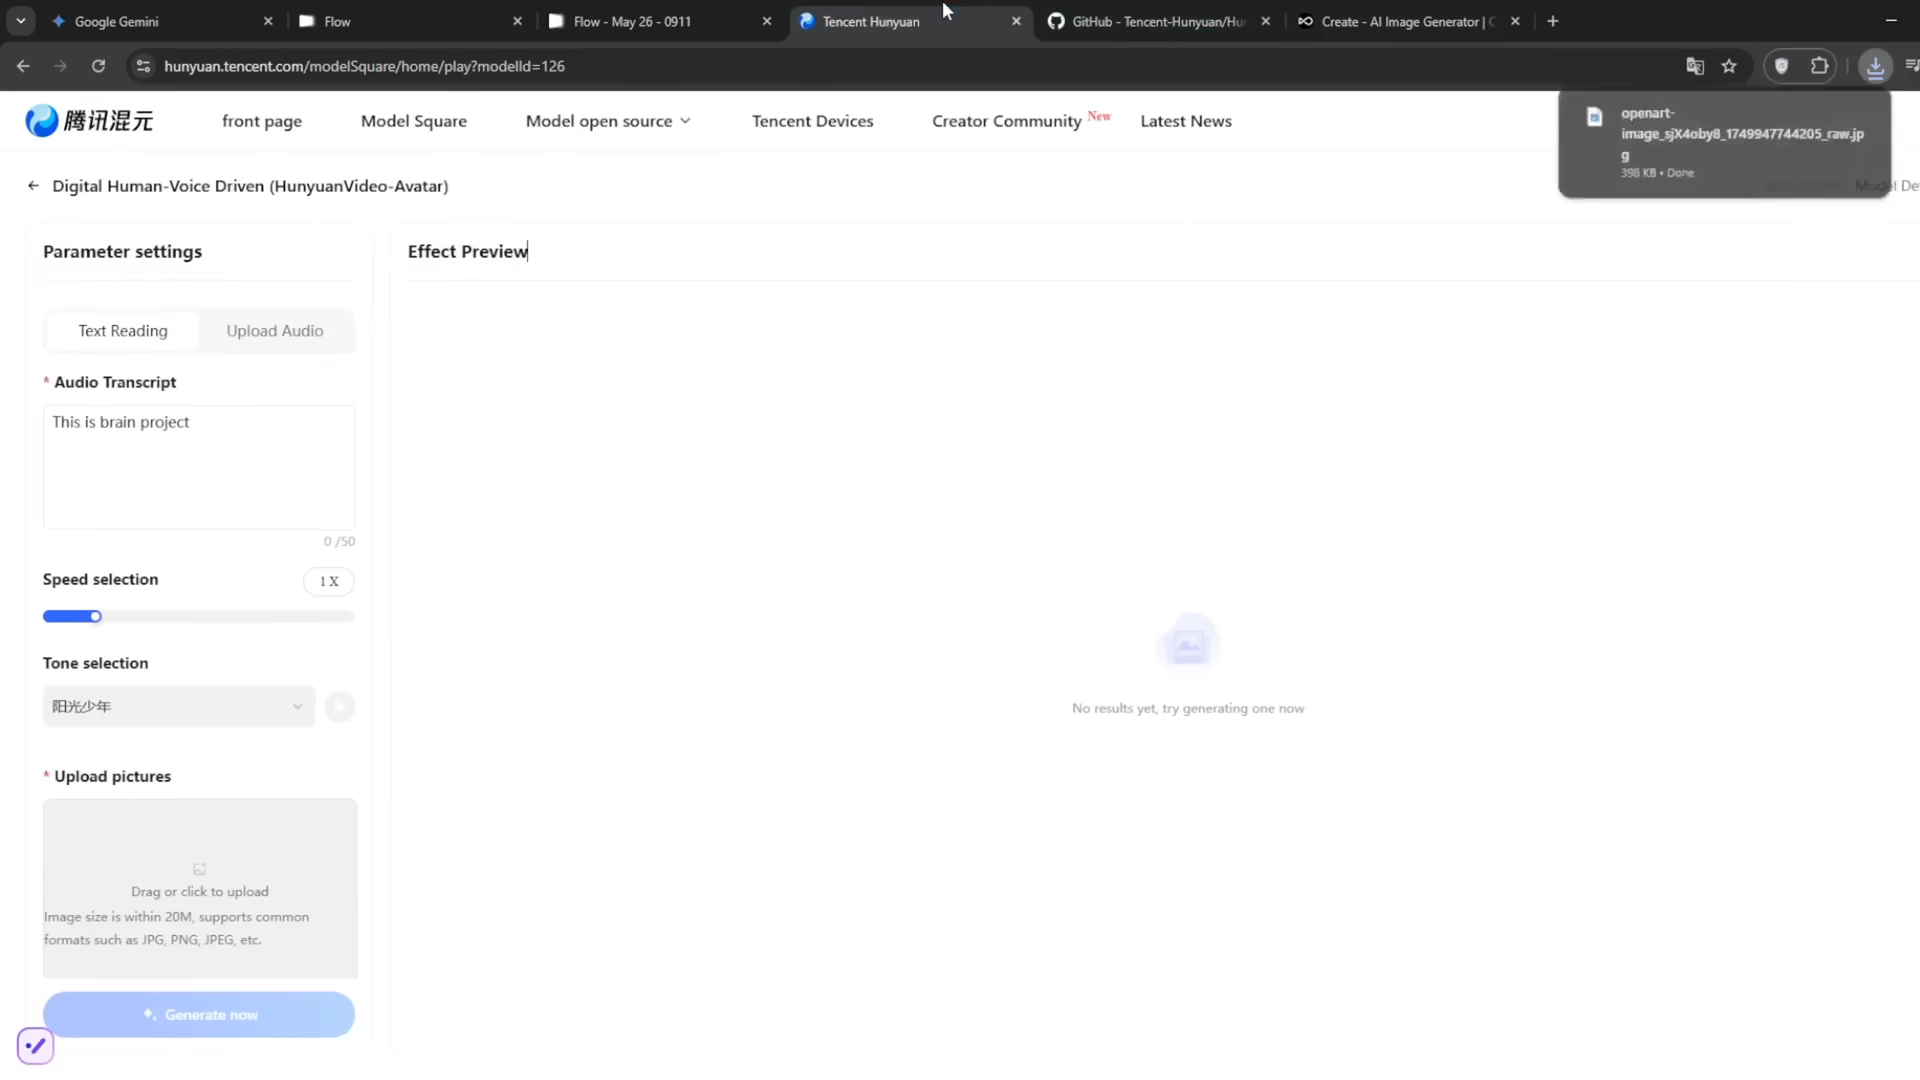 Google Gemini
Flow
Flow - May 26 - 0911
Tencent Hunyuan
GitHub - Tencent-Hunyuan/Hu
Create - AI Image Generator |
hunyuan.tencent.com/modelSquare/home/play?modelId=126
腾讯混元
front page
Model Square
Model open source
Tencent Devices
Creator Community New
Latest News
openart-
image_sjX4oby8_1749947744205_raw.jp
g
398 KB • Done
Digital Human-Voice Driven (HunyuanVideo-Avatar)
Model De
Parameter settings
Effect Preview
Text Reading
Upload Audio
* Audio Transcript
This is brain project
0 /50
Speed selection
1 X
Tone selection
阳光少年
* Upload pictures
Drag or click to upload
Image size is within 20M, supports common
formats such as JPG, PNG, JPEG, etc.
Generate now
No results yet, try generating one now